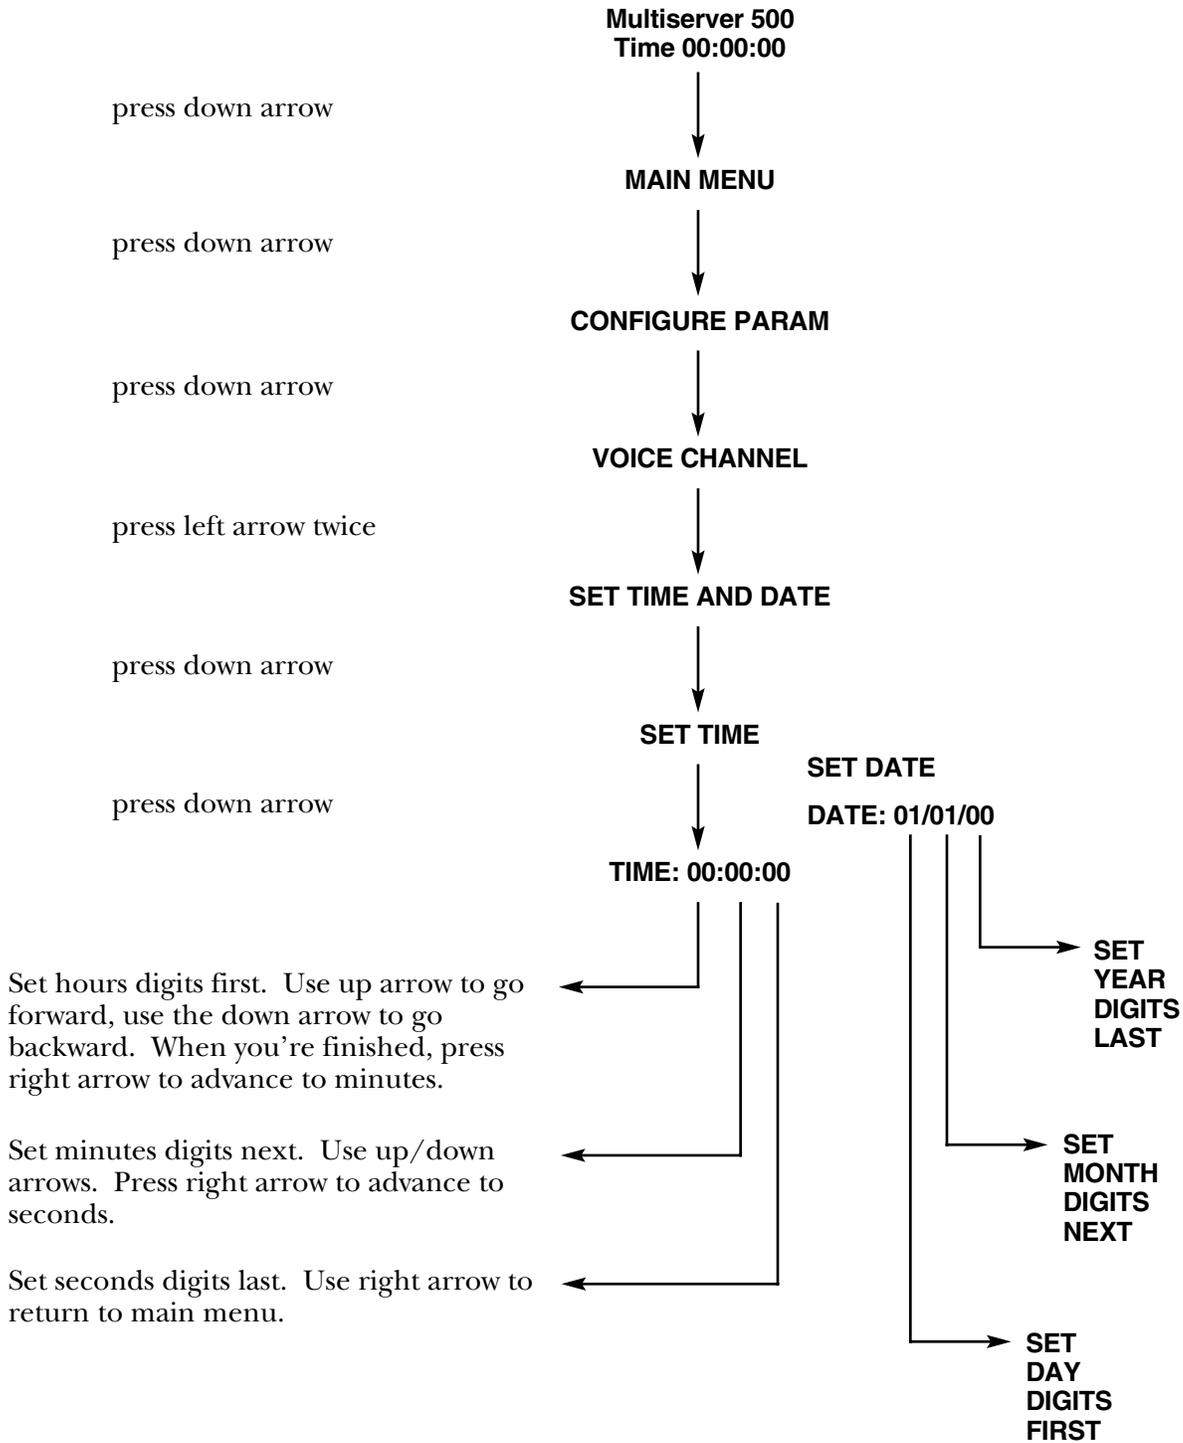 Multiserver 500
Time 00:00:00
press down arrow
MAIN MENU
press down arrow
CONFIGURE PARAM
press down arrow
VOICE CHANNEL
press left arrow twice
SET TIME AND DATE
press down arrow
SET TIME
SET DATE
press down arrow
DATE: 01/01/00
TIME: 00:00:00
Set hours digits first. Use up arrow to go
forward, use the down arrow to go
backward. When you're finished, press
right arrow to advance to minutes.
SET
YEAR
DIGITS
LAST
Set minutes digits next. Use up/down
arrows. Press right arrow to advance to
seconds.
SET
MONTH
DIGITS
NEXT
Set seconds digits last. Use right arrow to
return to main menu.
SET
DAY
DIGITS
FIRST